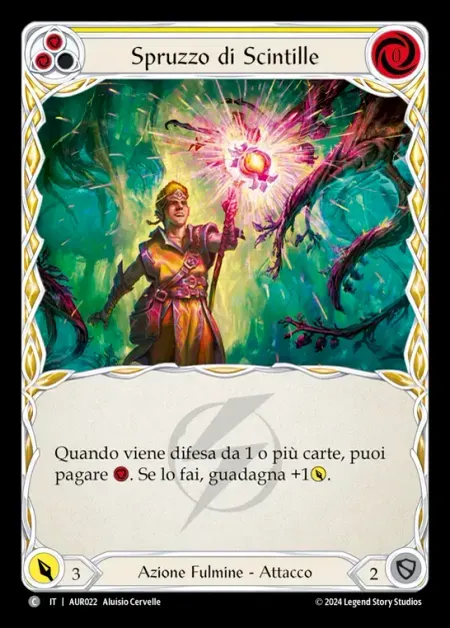 Spruzzo di Scintille
0
Quando viene difesa da 1 o più carte, puoi
pagare . Se lo fai, guadagna +1.
3
Azione Fulmine - Attacco
2
C IT | AUR022 Aluisio Cervelle
© 2024 Legend Story Studios